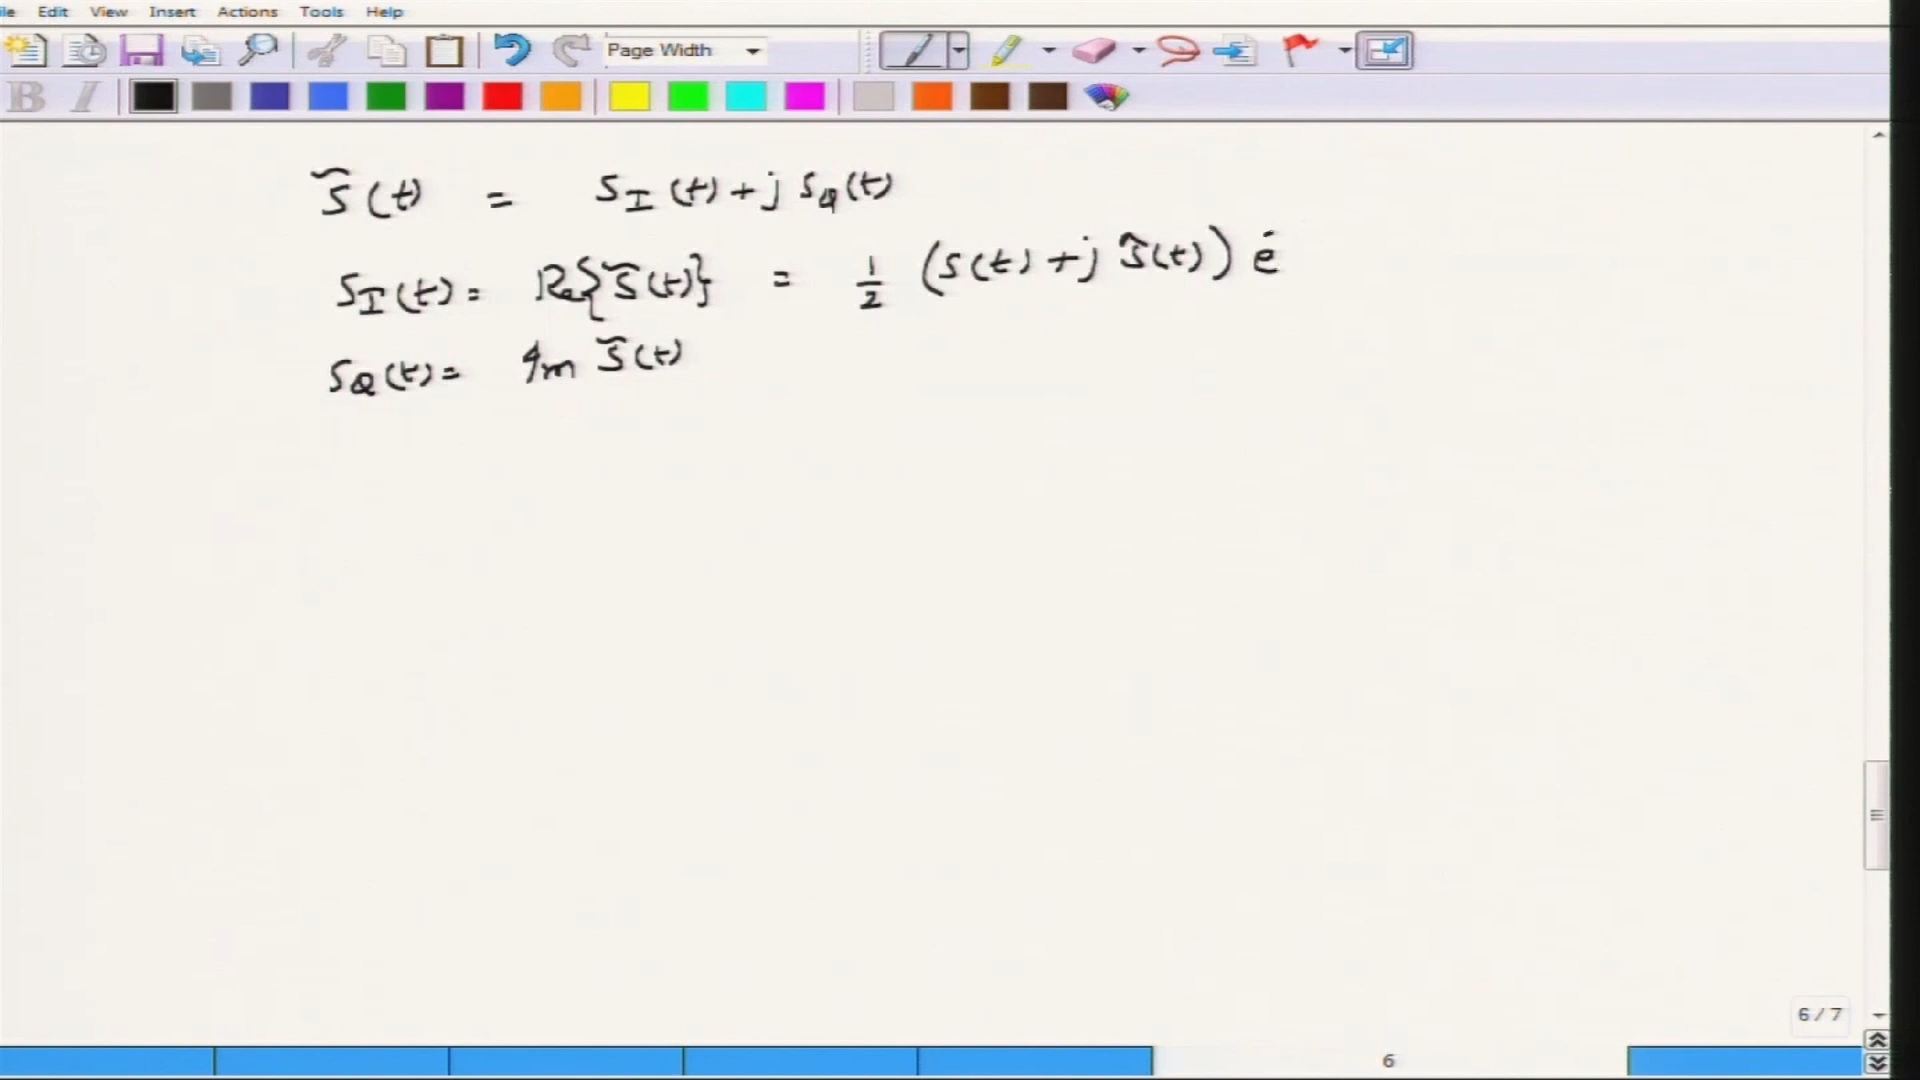 File Edit View Insert Actions Tools Help
Page Width
B I
s̃(t) = s_I(t) + j s_Q(t)
s_I(t) = Re{s̃(t)} = 1/2 (s(t) + j ŝ(t)) e
s_Q(t) = Im s̃(t)
6 / 7
6